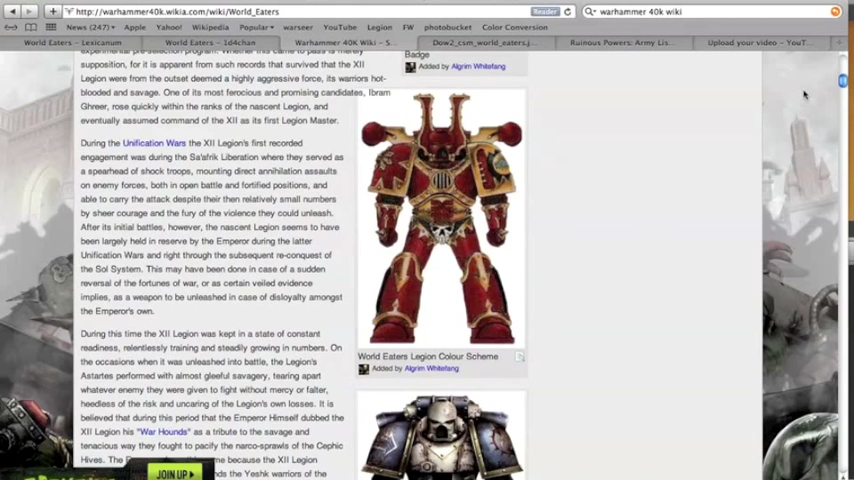 http://warhammer40k.wikia.com/wiki/World_Eaters
Reader
warhammer 40k wiki
News (247)
Apple
Yahoo!
Wikipedia
Popular
warseer
YouTube
Legion
FW
photobucket
Color Conversion
World Eaters - Lexicanum
World Eaters - 1d4chan
Warhammer 40K Wiki - S...
Dow2_csm_world_eaters.j...
Ruinous Powers: Army Lis...
Upload your video - YouT...
supposition, for it is apparent from such records that survived that the XII
Legion were from the outset deemed a highly aggressive force, its warriors hot-
blooded and savage. One of its most ferocious and promising candidates, Ibram
Ghreer, rose quickly within the ranks of the nascent Legion, and
eventually assumed command of the XII as its first Legion Master.
During the Unification Wars the XII Legion's first recorded
engagement was during the Sa'afrik Liberation where they served as
a spearhead of shock troops, mounting direct annihilation assaults
on enemy forces, both in open battle and fortified positions, and
able to carry the attack despite their then relatively small numbers
by sheer courage and the fury of the violence they could unleash.
After its initial battles, however, the nascent Legion seems to have
been largely held in reserve by the Emperor during the latter
Unification Wars and right through the subsequent re-conquest of
the Sol System. This may have been done in case of a sudden
reversal of the fortunes of war, or as certain veiled evidence
implies, as a weapon to be unleashed in case of disloyalty amongst
the Emperor's own.
During this time the XII Legion was kept in a state of constant
readiness, relentlessly training and steadily growing in numbers. On
the occasions when it was unleashed into battle, the Legion's
Astartes performed with almost gleeful savagery, tearing apart
whatever enemy they were given to fight without mercy or falter,
heedless of the risk and uncaring of the Legion's own losses. It is
believed that during this period that the Emperor Himself dubbed the
XII Legion his "War Hounds" as a tribute to the savage and
tenacious way they fought to pacify the narco-sprawls of the Cephic
Hives. The
because the XII Legion
the Yeshk warriors of the
JOIN UP
Badge
Added by Algrim Whitefang
World Eaters Legion Colour Scheme
Added by Algrim Whitefang